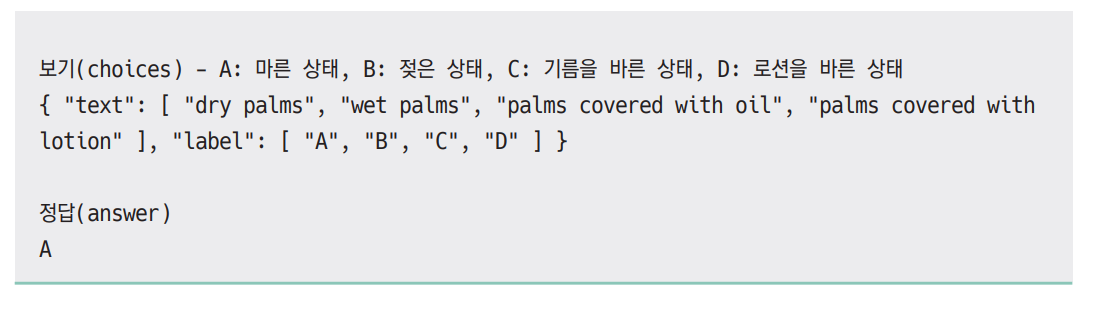 보기(choices) – A: 마른 상태, B: 젖은 상태, C: 기름을 바른 상태, D: 로션을 바른 상태
{ "text": [ "dry palms", "wet palms", "palms covered with oil", "palms covered with
lotion" ], "label": [ "A", "B", "C", "D" ] }
정답(answer)
A